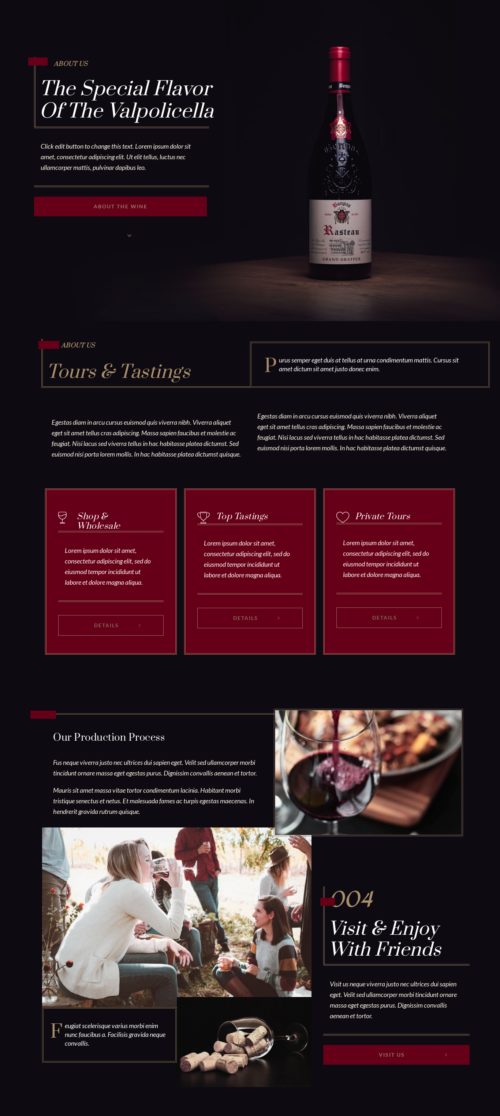 ABOUT US
The Special Flavor
Of The Valpolicella
Click edit button to change this text. Lorem ipsum dolor sit
amet, consectetur adipiscing elit. Ut elit tellus, luctus nec
ullamcorper mattis, pulvinar dapibus leo.
ABOUT THE WINE
Rasteau
GRAND CHAPITRE
ABOUT US
Tours & Tastings
Purus semper eget duis at tellus at urna condimentum mattis. Cursus sit
amet dictum sit amet justo donec enim.
Egestas diam in arcu cursus euismod quis viverra nibh. Viverra aliquet
eget sit amet tellus cras adipiscing. Massa sapien faucibus et molestie ac
feugiat. Nisi lacus sed viverra tellus in hac habitasse platea dictumst. Sed
euismod nisi porta lorem mollis. In hac habitasse platea dictumst quisque.
Egestas diam in arcu cursus euismod quis viverra nibh. Viverra aliquet
eget sit amet tellus cras adipiscing. Massa sapien faucibus et molestie ac
feugiat. Nisi lacus sed viverra tellus in hac habitasse platea dictumst. Sed
euismod nisi porta lorem mollis. In hac habitasse platea dictumst quisque.
Shop &
Wholesale
Lorem ipsum dolor sit amet,
consectetur adipiscing elit, sed do
eiusmod tempor incididunt ut
labore et dolore magna aliqua.
DETAILS
Top Tastings
Lorem ipsum dolor sit amet,
consectetur adipiscing elit, sed do
eiusmod tempor incididunt ut
labore et dolore magna aliqua.
DETAILS
Private Tours
Lorem ipsum dolor sit amet,
consectetur adipiscing elit, sed do
eiusmod tempor incididunt ut
labore et dolore magna aliqua.
DETAILS
Our Production Process
Fus neque viverra justo nec ultrices dui sapien eget. Velit sed ullamcorper morbi
tincidunt ornare massa eget egestas purus. Dignissim convallis aenean et tortor.
Mauris sit amet massa vitae tortor condimentum lacinia. Habitant morbi
tristique senectus et netus. Et malesuada fames ac turpis egestas maecenas. In
hendrerit gravida rutrum quisque.
004
Visit & Enjoy
With Friends
Visit us neque viverra justo nec ultrices dui sapien
eget. Velit sed ullamcorper morbi tincidunt ornare
massa eget egestas purus. Dignissim convallis
aenean et tortor.
VISIT US
Feugiat scelerisque varius morbi enim
nunc faucibus a. Facilisis gravida neque
convallis.